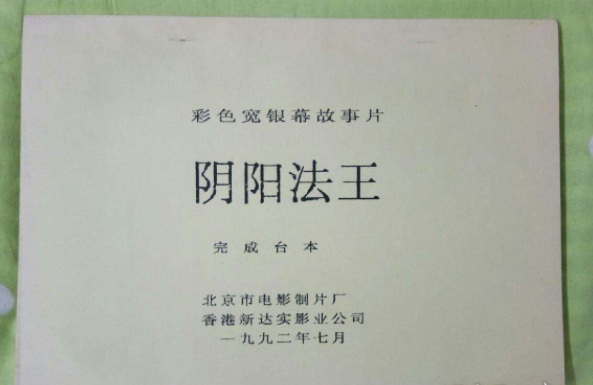 彩色宽银幕故事片
阴阳法王
完成台本
北京市电影制片厂
香港新达实影业公司
一九九二年七月